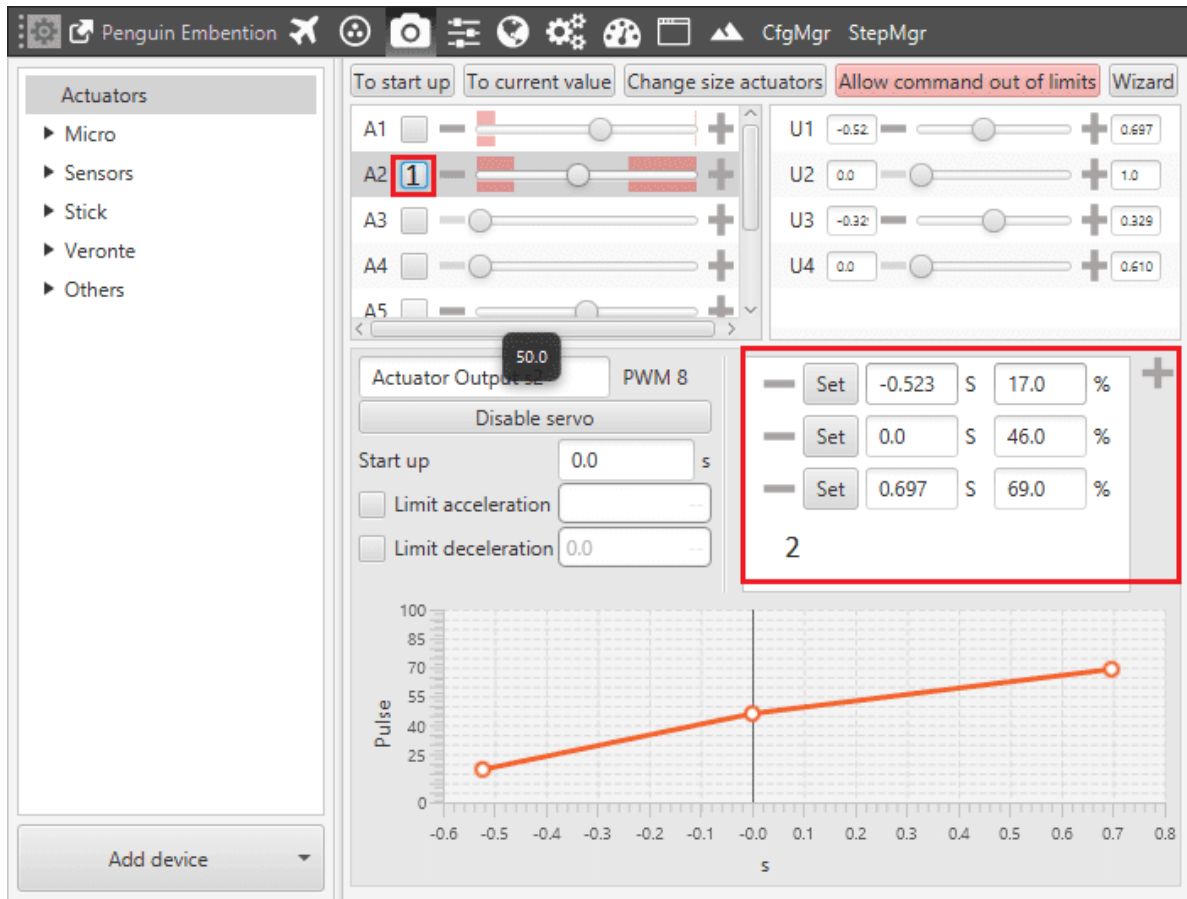 Penguin Embention CfgMgr StepMgr
Actuators
Micro
Sensors
Stick
Veronte
Others
Add device
To start up To current value Change size actuators Allow command out of limits Wizard
A1
A2 1
A3
A4
A5
U1 -0.52 0.697
U2 0.0 1.0
U3 -0.32 0.329
U4 0.0 0.610
50.0
Actuator Output s2 PWM 8
Disable servo
Start up 0.0 s
Limit acceleration --
Limit deceleration 0.0 --
Set -0.523 S 17.0 %
Set 0.0 S 46.0 %
Set 0.697 S 69.0 %
2
100
85
70
55
40
25
0
Pulse
-0.6 -0.5 -0.4 -0.3 -0.2 -0.1 -0.0 0.1 0.2 0.3 0.4 0.5 0.6 0.7 0.8
s